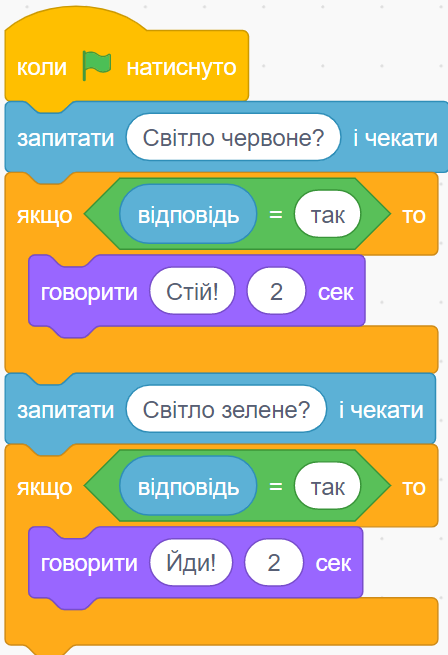 коли натиснуто
запитати Світло червоне? і чекати
якщо відповідь = так то
говорити Стій! 2 сек
запитати Світло зелене? і чекати
якщо відповідь = так то
говорити Йди! 2 сек